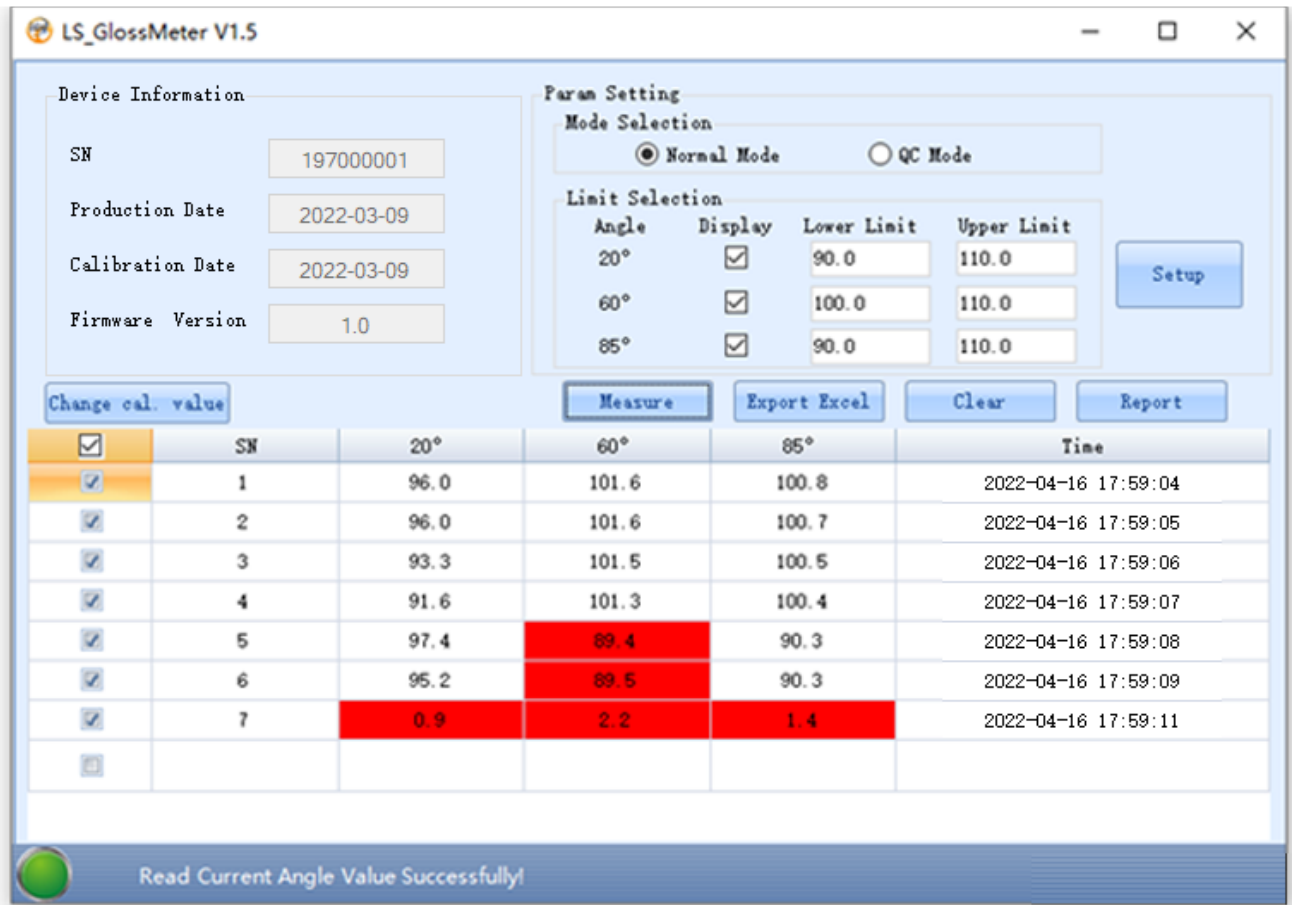 LS_GlossMeter V1.5
Device Information
SN 197000001
Production Date 2022-03-09
Calibration Date 2022-03-09
Firmware Version 1.0
Param Setting
Mode Selection
Normal Mode QC Mode
Limit Selection
Angle Display Lower Limit Upper Limit
20° 90.0 110.0
60° 100.0 110.0
85° 90.0 110.0
Setup
Change cal. value Measure Export Excel Clear Report
SN 20° 60° 85° Time
1 96.0 101.6 100.8 2022-04-16 17:59:04
2 96.0 101.6 100.7 2022-04-16 17:59:05
3 93.3 101.5 100.5 2022-04-16 17:59:06
4 91.6 101.3 100.4 2022-04-16 17:59:07
5 97.4 89.4 90.3 2022-04-16 17:59:08
6 95.2 89.5 90.3 2022-04-16 17:59:09
7 0.9 2.2 1.4 2022-04-16 17:59:11
Read Current Angle Value Successfully!